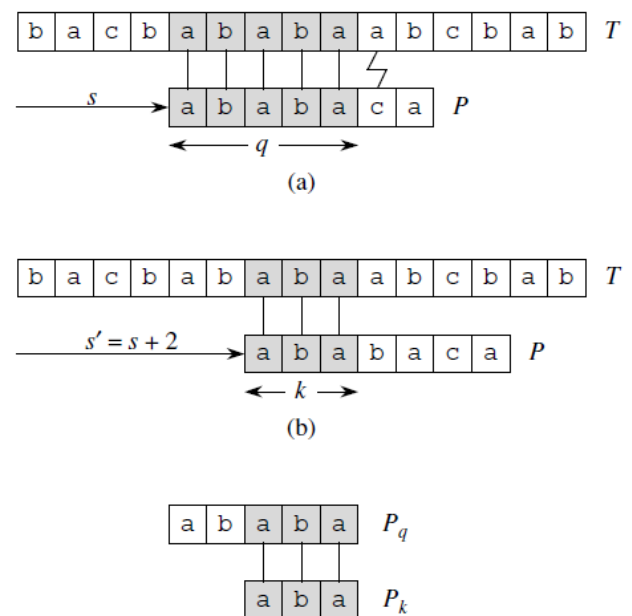 b a c b a b a b a a b c b a b T
s a b a b a c a P
q
(a)
b a c b a b a b a a b c b a b T
s′ = s + 2 a b a b a c a P
k
(b)
a b a b a P_q
a b a P_k